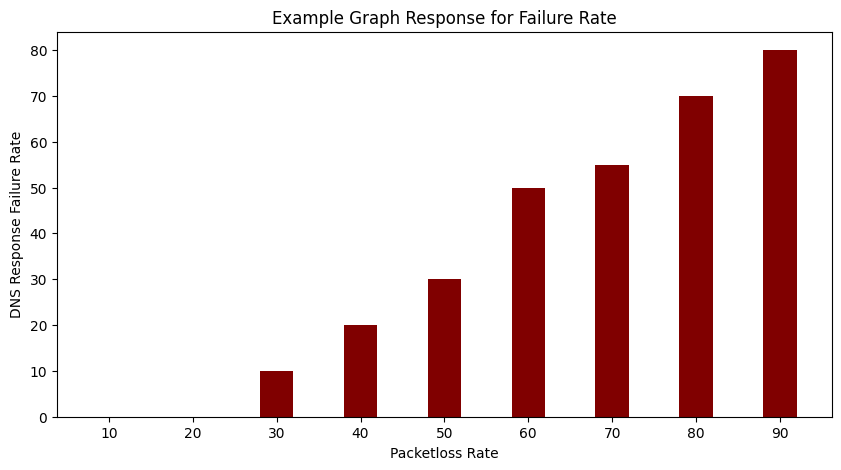 Example Graph Response for Failure Rate
DNS Response Failure Rate
80
70
60
50
40
30
20
10
0
10 20 30 40 50 60 70 80 90
Packetloss Rate